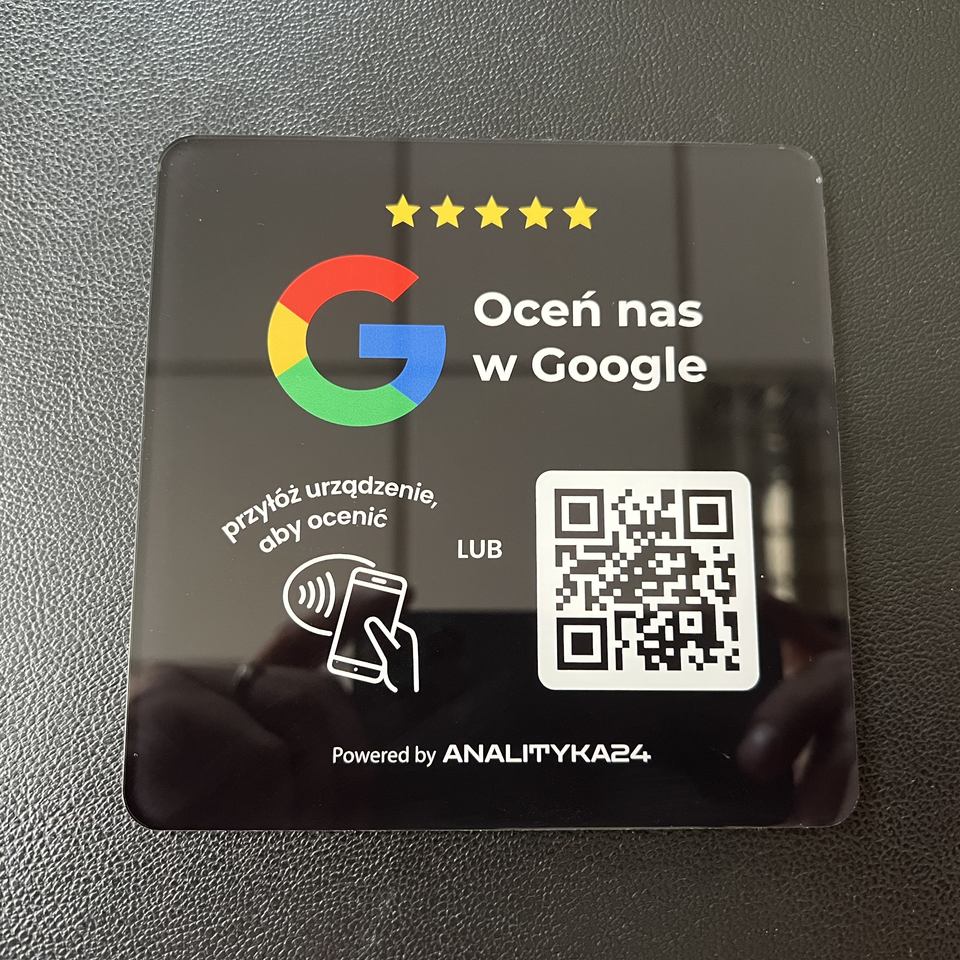 Oceń nas
w Google
przyłóż urządzenie,
aby ocenić
LUB
Powered by ANALITYKA24